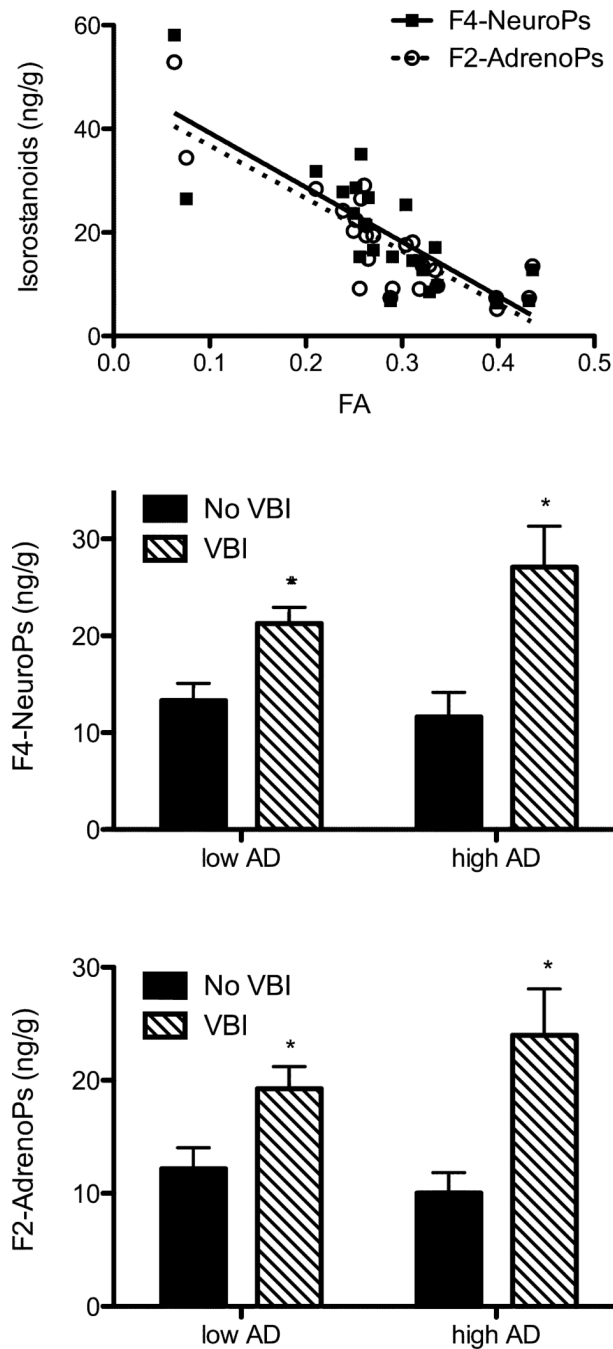 60
40
20
0
Isorostanoids (ng/g)
F4-NeuroPs
F2-AdrenoPs
0.0 0.1 0.2 0.3 0.4 0.5
FA
30
20
10
0
F4-NeuroPs (ng/g)
No VBI
VBI
*
*
low AD high AD
30
20
10
0
F2-AdrenoPs (ng/g)
No VBI
VBI
*
*
low AD high AD